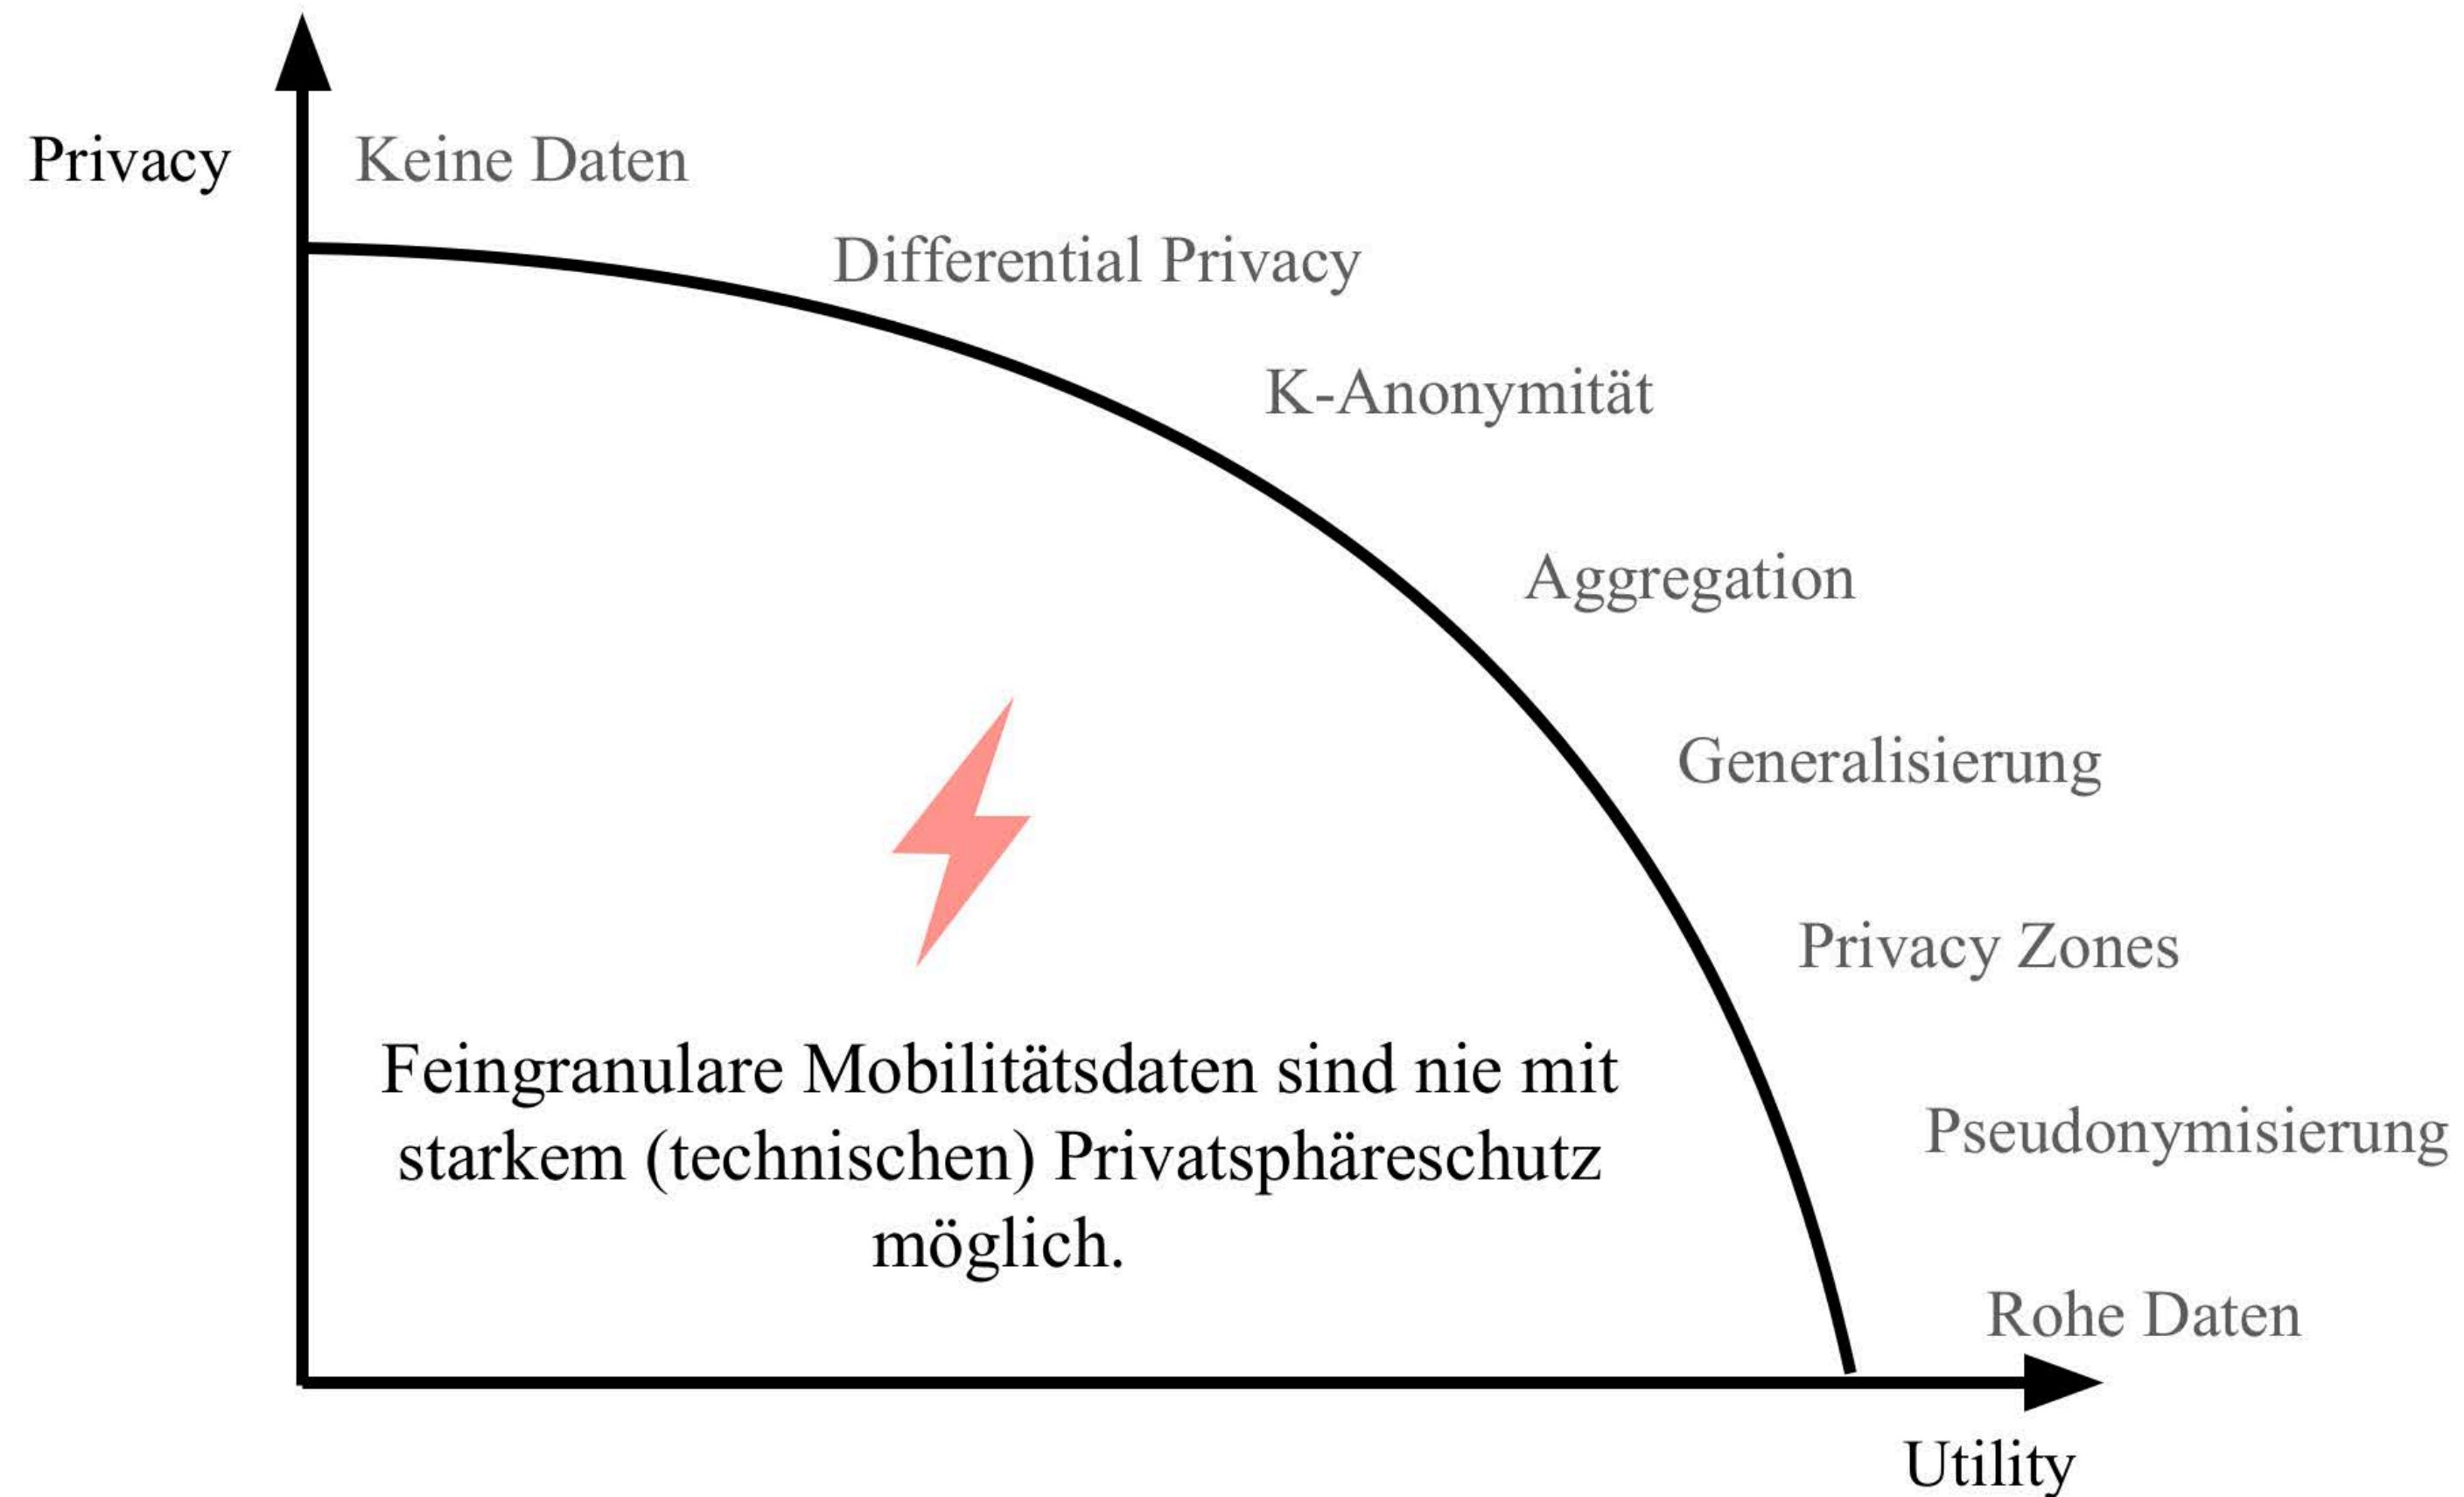 Privacy
Keine Daten
Differential Privacy
K-Anonymität
Aggregation
Generalisierung
Privacy Zones
Feingranulare Mobilitätsdaten sind nie mit
starkem (technischen) Privatsphäreschutz
möglich.
Pseudonymisierung
Rohe Daten
Utility